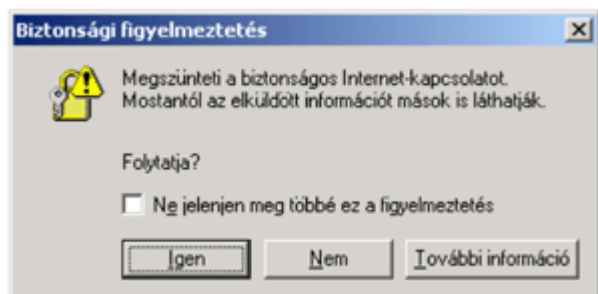 Biztonsági figyelmeztetés
Megszünteti a biztonságos Internet-kapcsolatot.
Mostantól az elküldött információt mások is láthatják.
Folytatja?
Ne jelenjen meg többé ez a figyelmeztetés
Igen Nem További információ